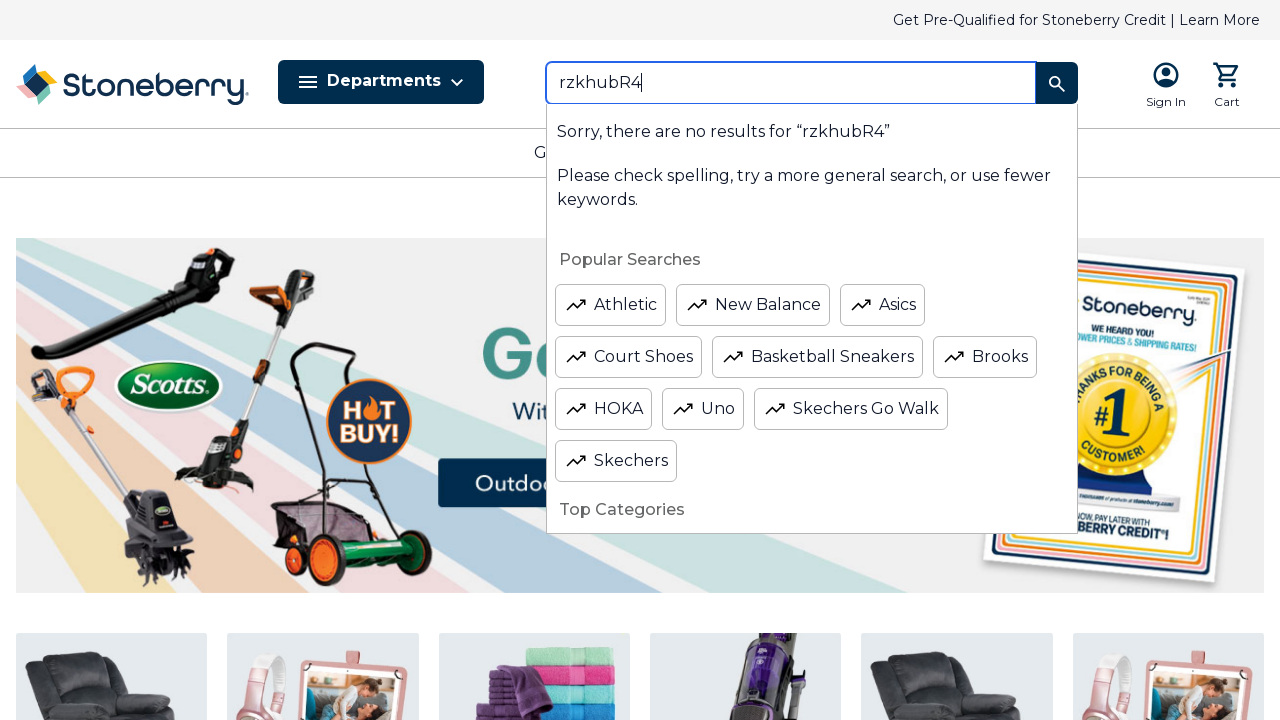 Get Pre-Qualified for Stoneberry Credit | Learn More
Stoneberry
Departments
rzkhubR4
Sign In
Cart
G
Sorry, there are no results for “rzkhubR4”
Please check spelling, try a more general search, or use fewer
keywords.
Popular Searches
Athletic
New Balance
Asics
Court Shoes
Basketball Sneakers
Brooks
HOKA
Uno
Skechers Go Walk
Skechers
Top Categories
Scotts
HOT
BUY!
Ge
Wit
Outdo
Stoneberry
WE HEARD YOU!
OWER PRICES & SHIPPING RATES!
THANKS FOR BEING A
#1
CUSTOMER!
NOW, PAY LATER WITH
BERRY CREDIT®!